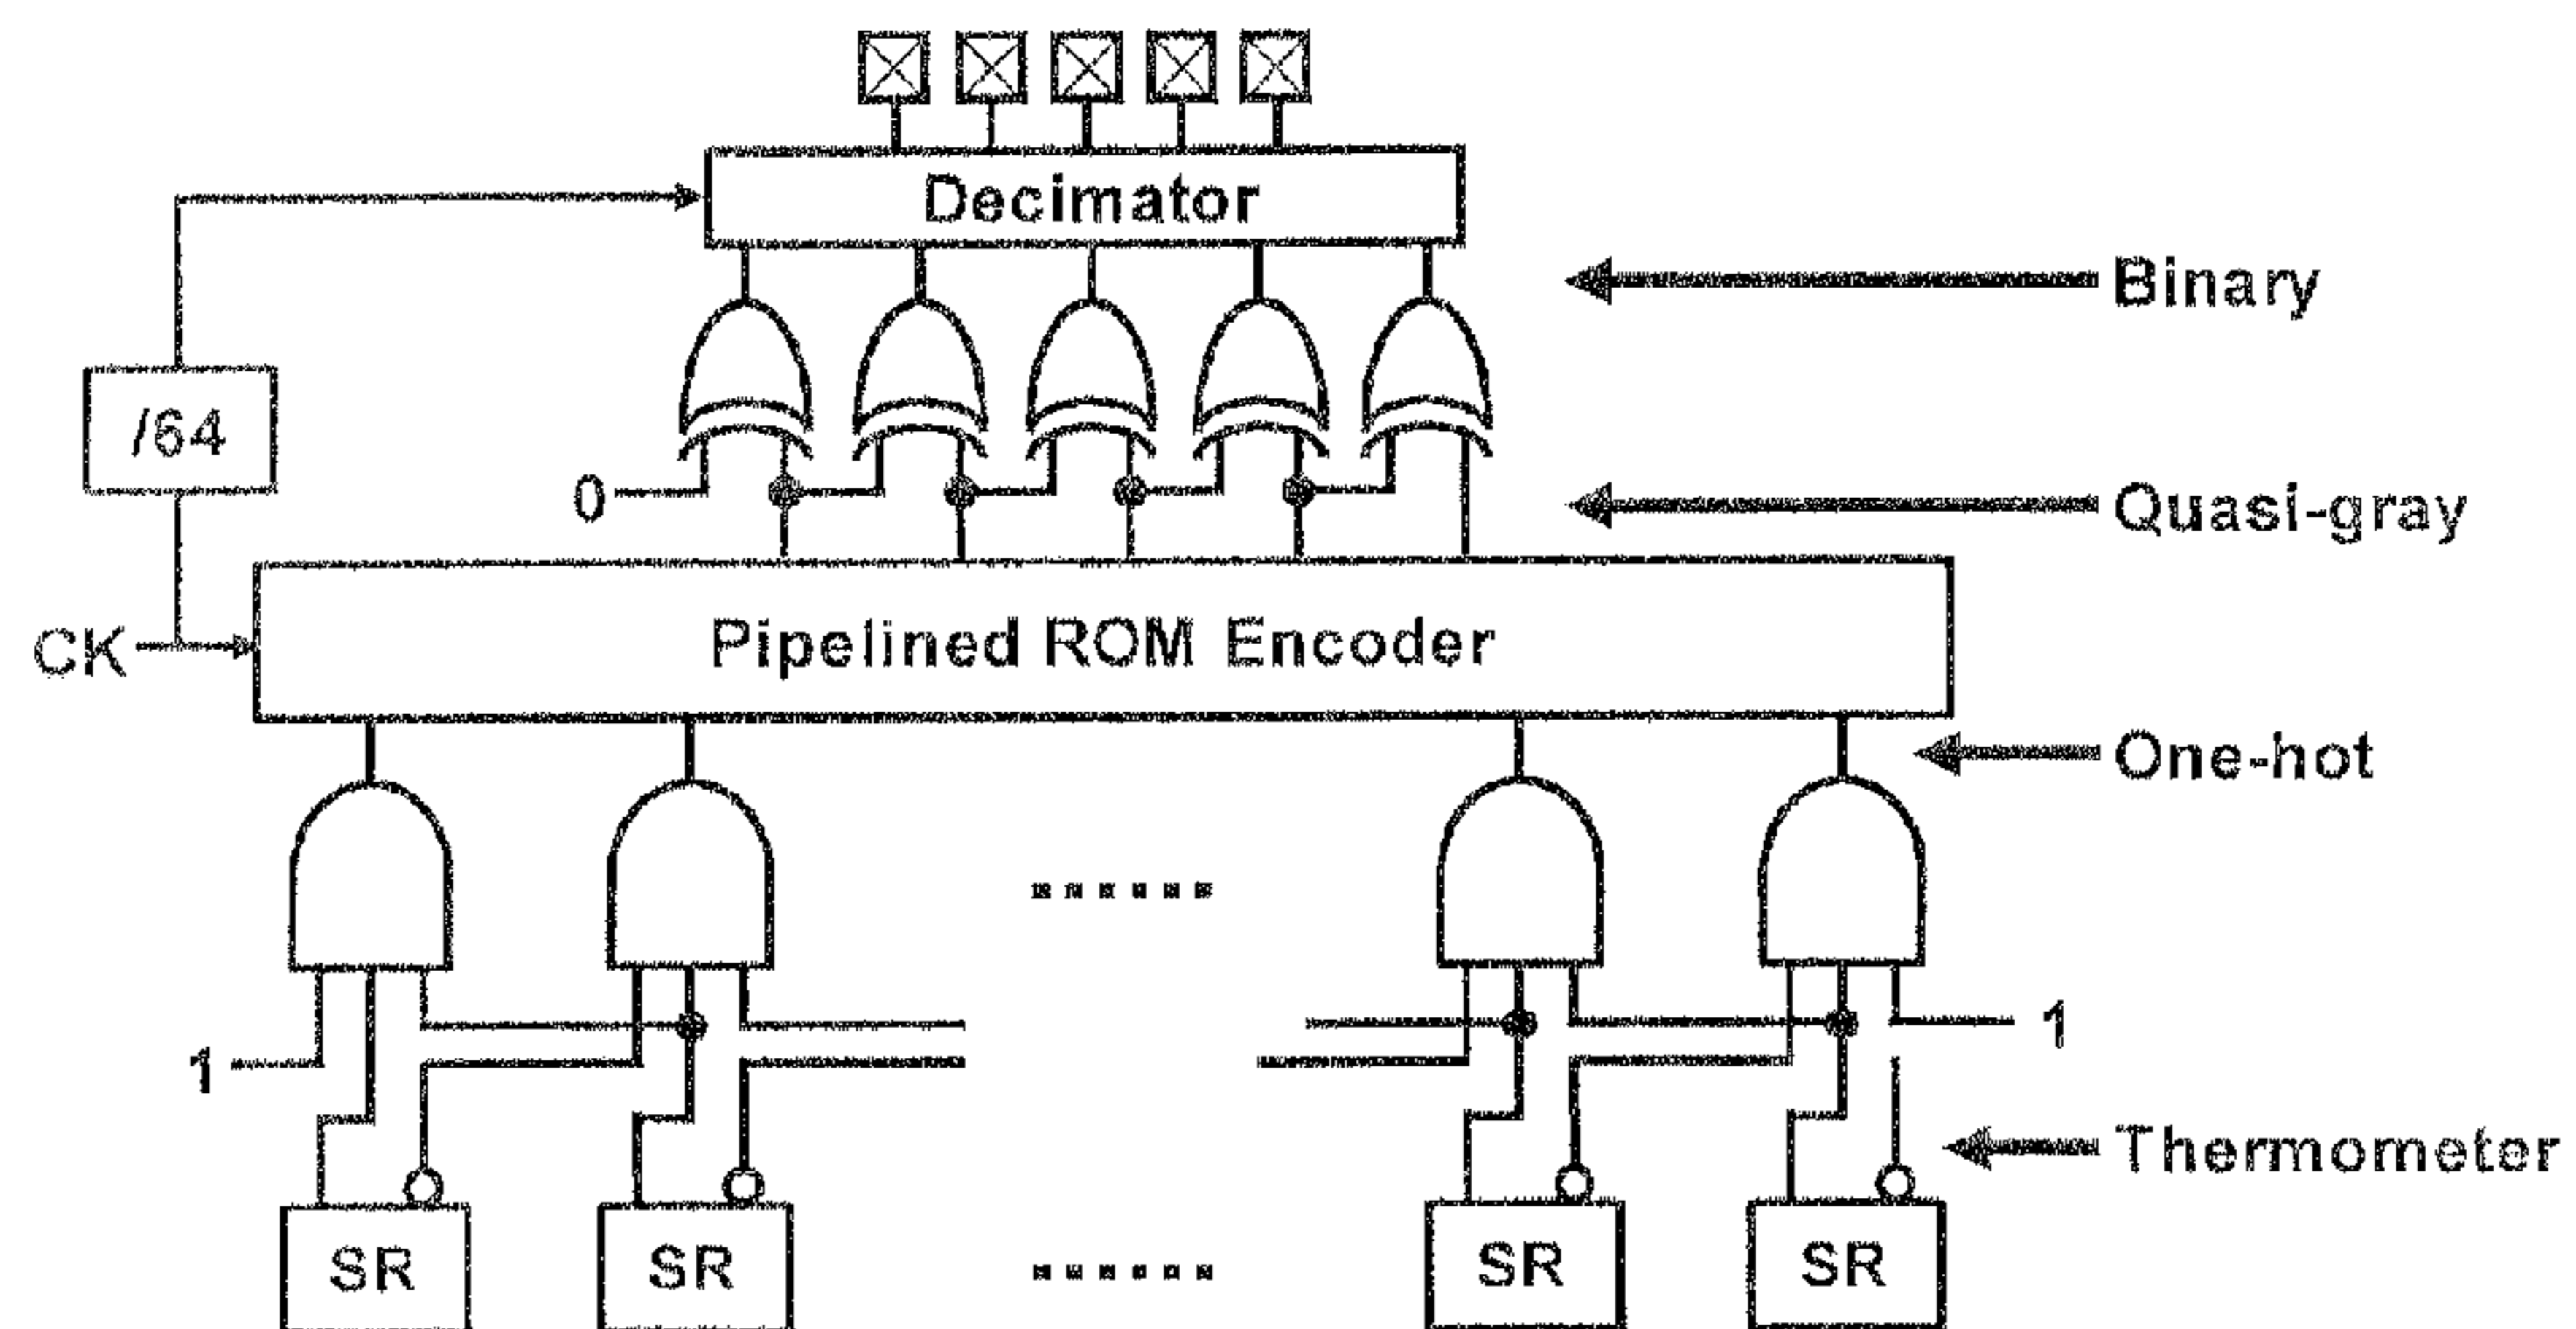 Decimator
Binary
/64
0
Quasi-gray
CK
Pipelined ROM Encoder
One-hot
1
1
Thermometer
SR SR SR SR